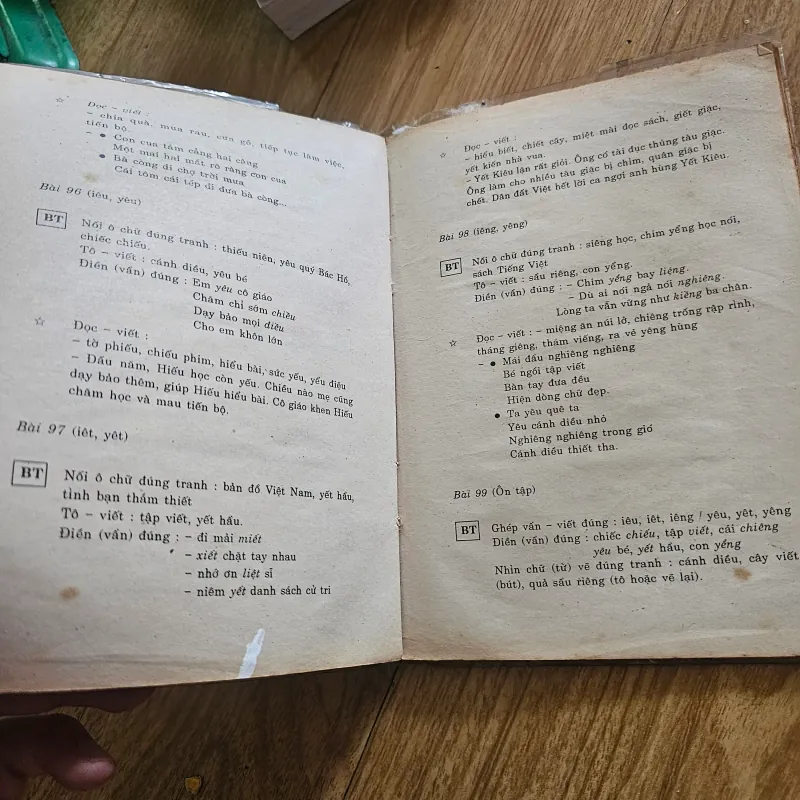 ☆ Đọc – viết :
– chia quà, mua rau, cưa gỗ, tiếp tục làm việc,
tiến bộ.
– • Con cua tám cẳng hai càng
Một mai hai mắt rõ ràng con cua
• Bà còng đi chợ trời mưa
Cái tôm cái tép đi đưa bà còng...
Bài 96 (iêu, yêu)
BT Nối ô chữ đúng tranh : thiếu niên, yêu quý Bác Hồ,
chiếc chiếu.
Tô – viết : cánh diều, yêu bé
Điền (vần) đúng : Em yêu cô giáo
Chăm chỉ sớm chiều
Dạy bảo mọi điều
Cho em khôn lớn
☆ Đọc – viết :
– tờ phiếu, chiếu phim, hiểu bài, sức yếu, yểu điệu
– Đầu năm, Hiếu học còn yếu. Chiều nào mẹ cũng
dạy bảo thêm, giúp Hiếu hiểu bài. Cô giáo khen Hiếu
chăm học và mau tiến bộ.
Bài 97 (iêt, yêt)
BT Nối ô chữ đúng tranh : bản đồ Việt Nam, yết hầu,
tình bạn thắm thiết
Tô – viết : tập viết, yết hầu.
Điền (vần) đúng : – đi mải miết
– xiết chặt tay nhau
– nhớ ơn liệt sĩ
– niêm yết danh sách cử tri
☆ Đọc – viết :
– hiểu biết, chiết cây, miệt mài đọc sách, giết giặc,
yết kiến nhà vua.
– Yết Kiêu lặn rất giỏi. Ông có tài đục thủng tàu giặc.
Ông làm cho nhiều tàu giặc bị chìm, quân giặc bị
chết. Dân đất Việt hết lời ca ngợi anh hùng Yết Kiêu.
Bài 98 (iêng, yêng)
BT Nối ô chữ đúng tranh : siêng học, chim yểng học nói,
sách Tiếng Việt
Tô – viết : sầu riêng, con yểng.
Điền (vần) đúng : – Chim yểng bay liệng.
– Dù ai nói ngả nói nghiêng.
Lòng ta vẫn vững như kiềng ba chân.
☆ Đọc – viết : – miệng ăn núi lở, chiêng trống rập rình,
tháng giêng, thăm viếng, ra vẻ yêng hùng
– • Mái đầu nghiêng nghiêng
Bé ngồi tập viết
Bàn tay đưa đều
Hiện dòng chữ đẹp.
• Ta yêu quê ta
Yêu cánh diều nhỏ
Nghiêng nghiêng trong gió
Cánh diều thiết tha.
Bài 99 (Ôn tập)
BT Ghép vần – viết đúng : iêu, iêt, iêng / yêu, yêt, yêng
Điền (vần) đúng : chiếc chiếu, tập viết, cái chiêng
yêu bé, yết hầu, con yểng
Nhìn chữ (từ) vẽ đúng tranh : cánh diều, cây viết
(bút), quả sầu riêng (tô hoặc vẽ lại).